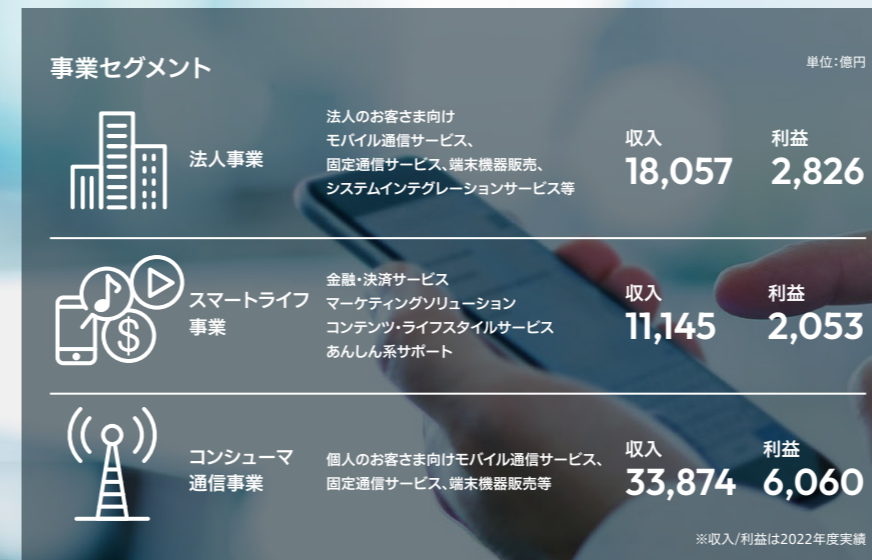 事業セグメント
単位：億円
法人事業
法人のお客さま向け
モバイル通信サービス、
固定通信サービス、端末機器販売、
システムインテグレーションサービス等
収入
18,057
利益
2,826
スマートライフ
事業
金融・決済サービス
マーケティングソリューション
コンテンツ・ライフスタイルサービス
あんしん系サポート
収入
11,145
利益
2,053
コンシューマ
通信事業
個人のお客さま向けモバイル通信サービス、
固定通信サービス、端末機器販売等
収入
33,874
利益
6,060
※収入/利益は2022年度実績